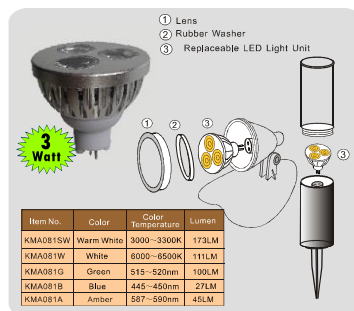 ① Lens
② Rubber Washer
③ Replaceable LED Light Unit
① ② ③
3
Watt
Item No. Color Color Temperature Lumen
KMA081SW Warm White 3000～3300K 173LM
KMA081W White 6000～6500K 111LM
KMA081G Green 515～520nm 100LM
KMA081B Blue 445～450nm 27LM
KMA081A Amber 587～590nm 45LM